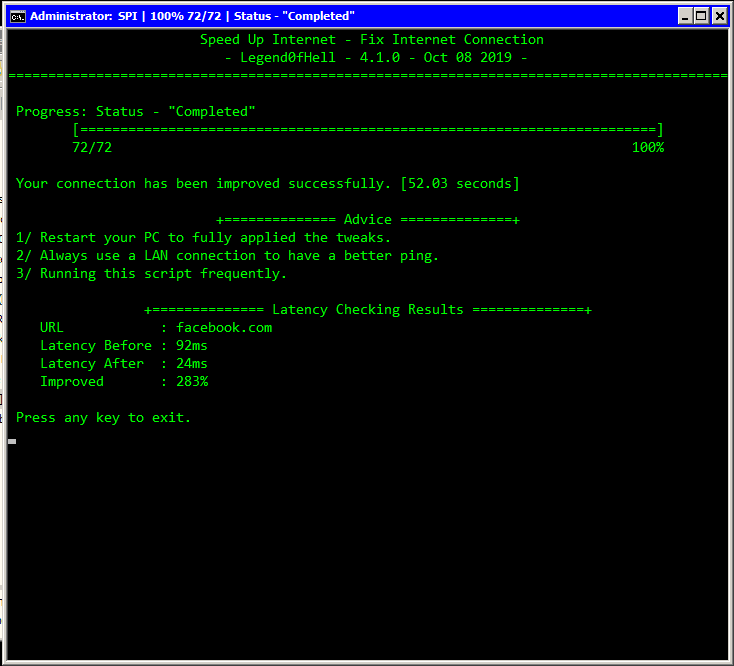 Administrator: SPI | 100% 72/72 | Status - "Completed"
Speed Up Internet - Fix Internet Connection
- Legend0fHell - 4.1.0 - Oct 08 2019 -
==========================================================================================
Progress: Status - "Completed"
[========================================================================]
72/72 100%
Your connection has been improved successfully. [52.03 seconds]
+============== Advice ==============+
1/ Restart your PC to fully applied the tweaks.
2/ Always use a LAN connection to have a better ping.
3/ Running this script frequently.
+============== Latency Checking Results ==============+
URL : facebook.com
Latency Before : 92ms
Latency After : 24ms
Improved : 283%
Press any key to exit.